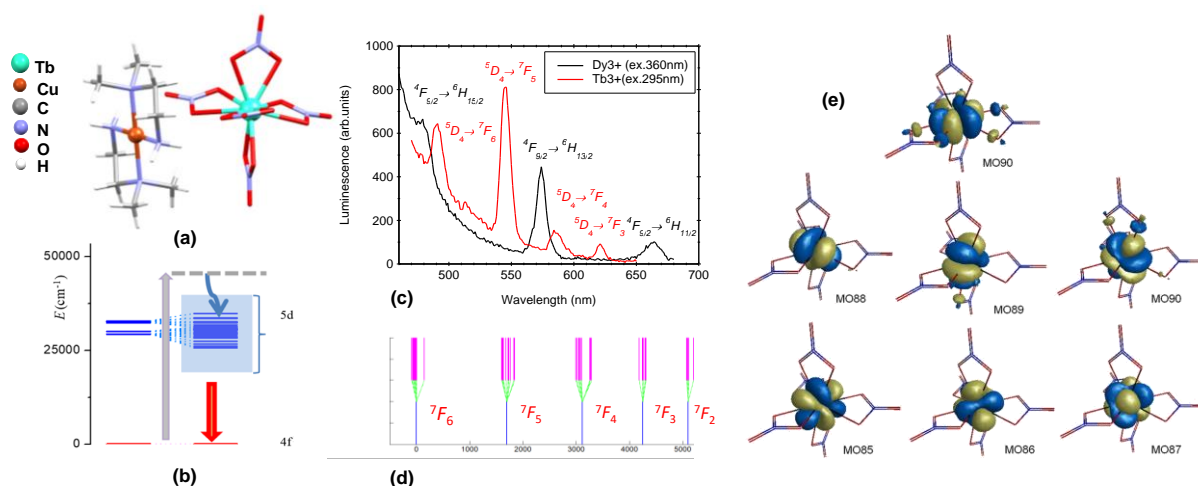 (a)
Tb
Cu
C
N
O
H
(b)
E (cm⁻¹)
50000
25000
0
5d
4f
(c)
Luminescence (arb.units)
1000
800
600
400
200
0
500
550
600
650
700
Wavelength (nm)
Dy3+ (ex.360nm)
Tb3+(ex.295nm)
⁵D₄→⁷F₅
⁴F₉/₂→⁶H₁₅/₂
⁵D₄→⁷F₆
⁴F₉/₂→⁶H₁₃/₂
⁵D₄→⁷F₄
⁵D₄→⁷F₃
⁴F₉/₂→⁶H₁₁/₂
(d)
⁷F₆
⁷F₅
⁷F₄
⁷F₃
⁷F₂
0
1000
2000
3000
4000
5000
(e)
MO90
MO88
MO89
MO90
MO85
MO86
MO87